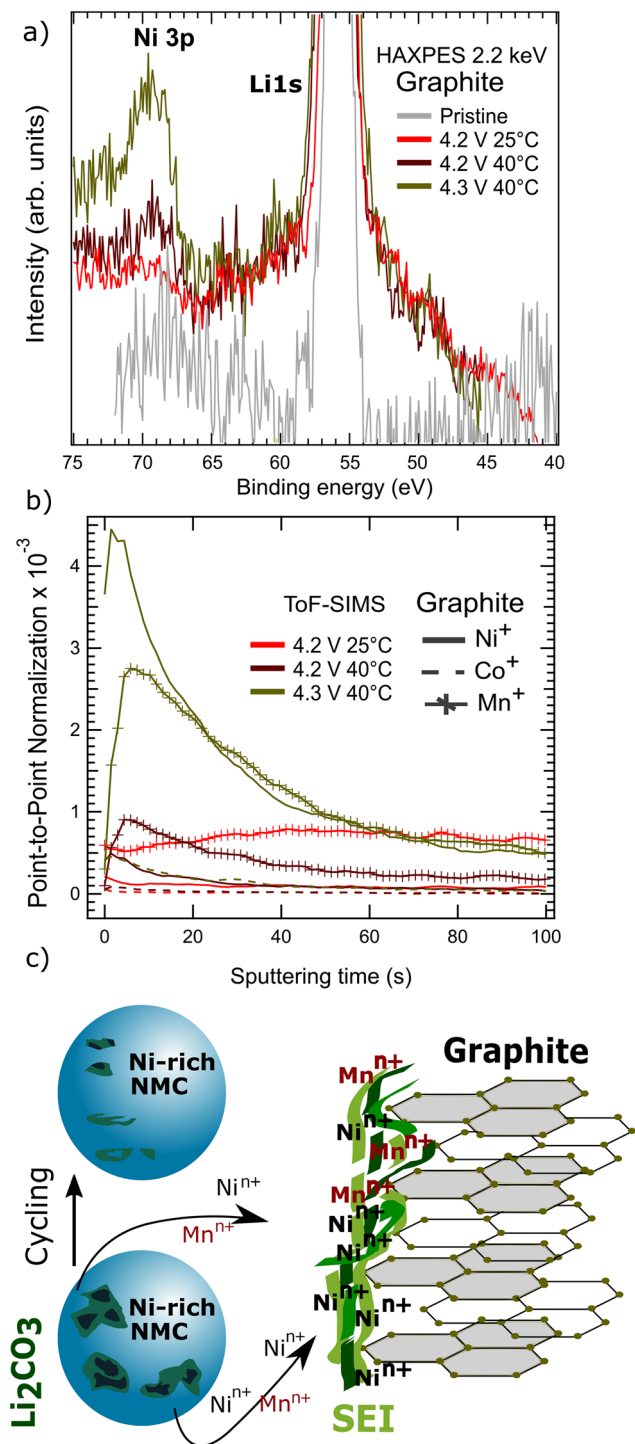 a)
Ni 3p
Li1s
HAXPES 2.2 keV
Graphite
Pristine
4.2 V 25°C
4.2 V 40°C
4.3 V 40°C
Intensity (arb. units)
75 70 65 60 55 50 45 40
Binding energy (eV)
b)
Point-to-Point Normalization x 10⁻³
4
3
2
1
0
ToF-SIMS
4.2 V 25°C
4.2 V 40°C
4.3 V 40°C
Graphite
Ni⁺
Co⁺
Mn⁺
0 20 40 60 80 100
Sputtering time (s)
c)
Ni-rich
NMC
Cycling
Niⁿ⁺
Mnⁿ⁺
Ni-rich
NMC
Li₂CO₃
Niⁿ⁺
Niⁿ⁺
Mnⁿ⁺
Graphite
Mnⁿ⁺
Niⁿ⁺
Mnⁿ⁺
Mnⁿ⁺
Niⁿ⁺
Niⁿ⁺
Niⁿ⁺
Niⁿ⁺
Niⁿ⁺
SEI